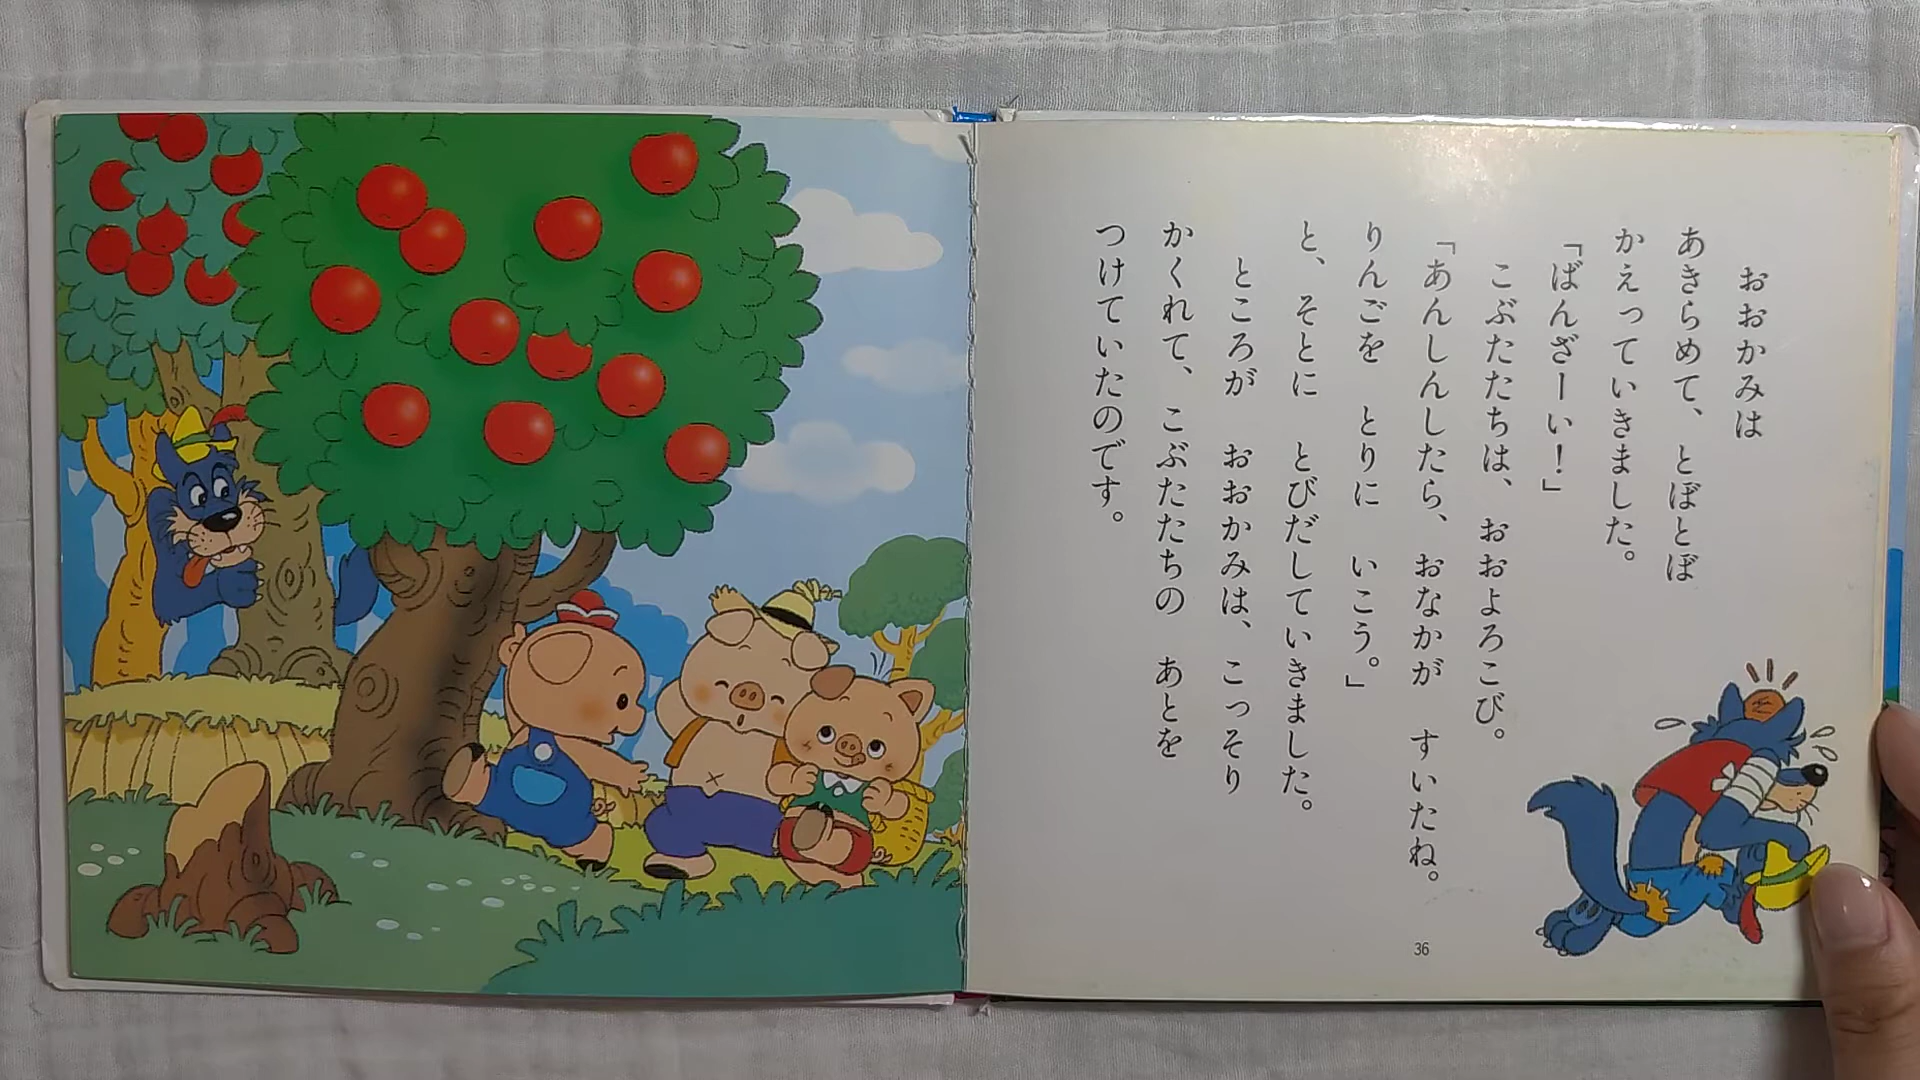 おおかみは
あきらめて、とぼとぼ
かえっていきました。
「ばんざーい！」
こぶたたちは、おおよろこび。
「あんしんしたら、おなかが すいたね。
りんごを とりに いこう。」
と、そとに とびだしていきました。
ところが おおかみは、こっそり
かくれて、こぶたたちの あとを
つけていたのです。
36